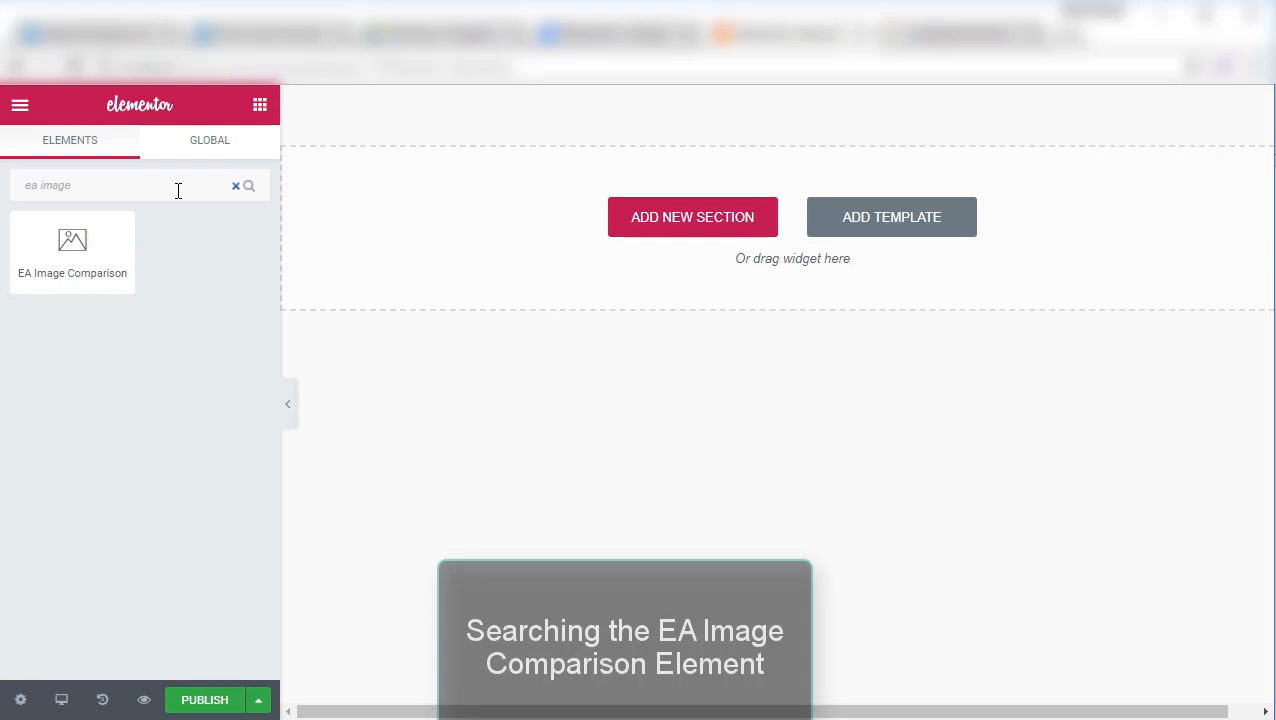 elementor
ELEMENTS
GLOBAL
ea image
EA Image Comparison
ADD NEW SECTION
ADD TEMPLATE
Or drag widget here
Searching the EA Image
Comparison Element
PUBLISH